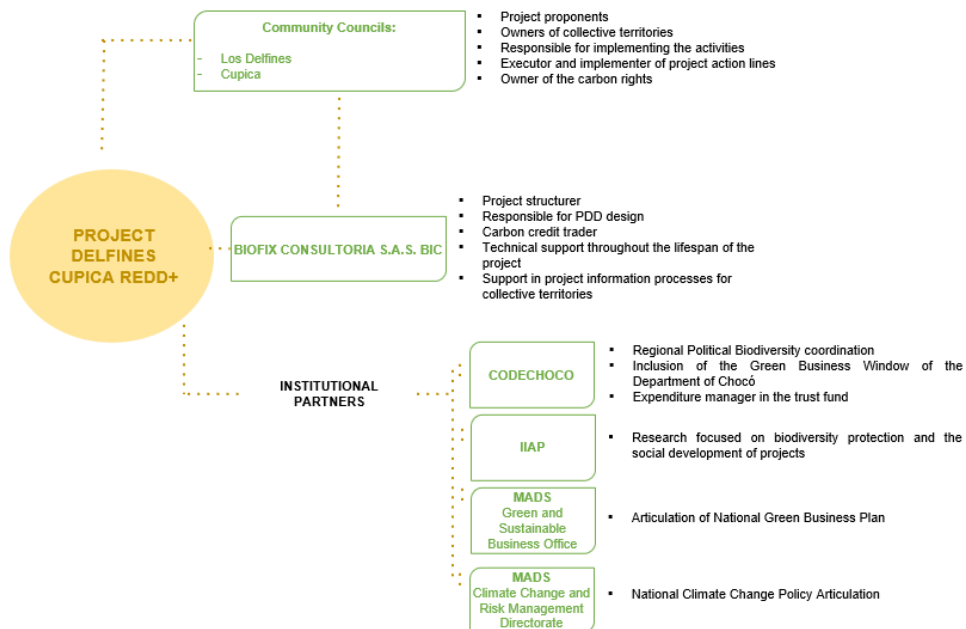 Community Councils:
- Los Delfines
- Cupica
▪ Project proponents
▪ Owners of collective territories
▪ Responsible for implementing the activities
▪ Executor and implementer of project action lines
▪ Owner of the carbon rights
PROJECT
DELFINES
CUPICA REDD+
BIOFIX CONSULTORIA S.A.S. BIC
▪ Project structurer
▪ Responsible for PDD design
▪ Carbon credit trader
▪ Technical support throughout the lifespan of the
project
▪ Support in project information processes for
collective territories
INSTITUTIONAL
PARTNERS
CODECHOCO
▪ Regional Political Biodiversity coordination
▪ Inclusion of the Green Business Window of the
Department of Chocó
▪ Expenditure manager in the trust fund
IIAP
▪ Research focused on biodiversity protection and the
social development of projects
MADS
Green and
Sustainable
Business Office
▪ Articulation of National Green Business Plan
MADS
Climate Change and
Risk Management
Directorate
▪ National Climate Change Policy Articulation